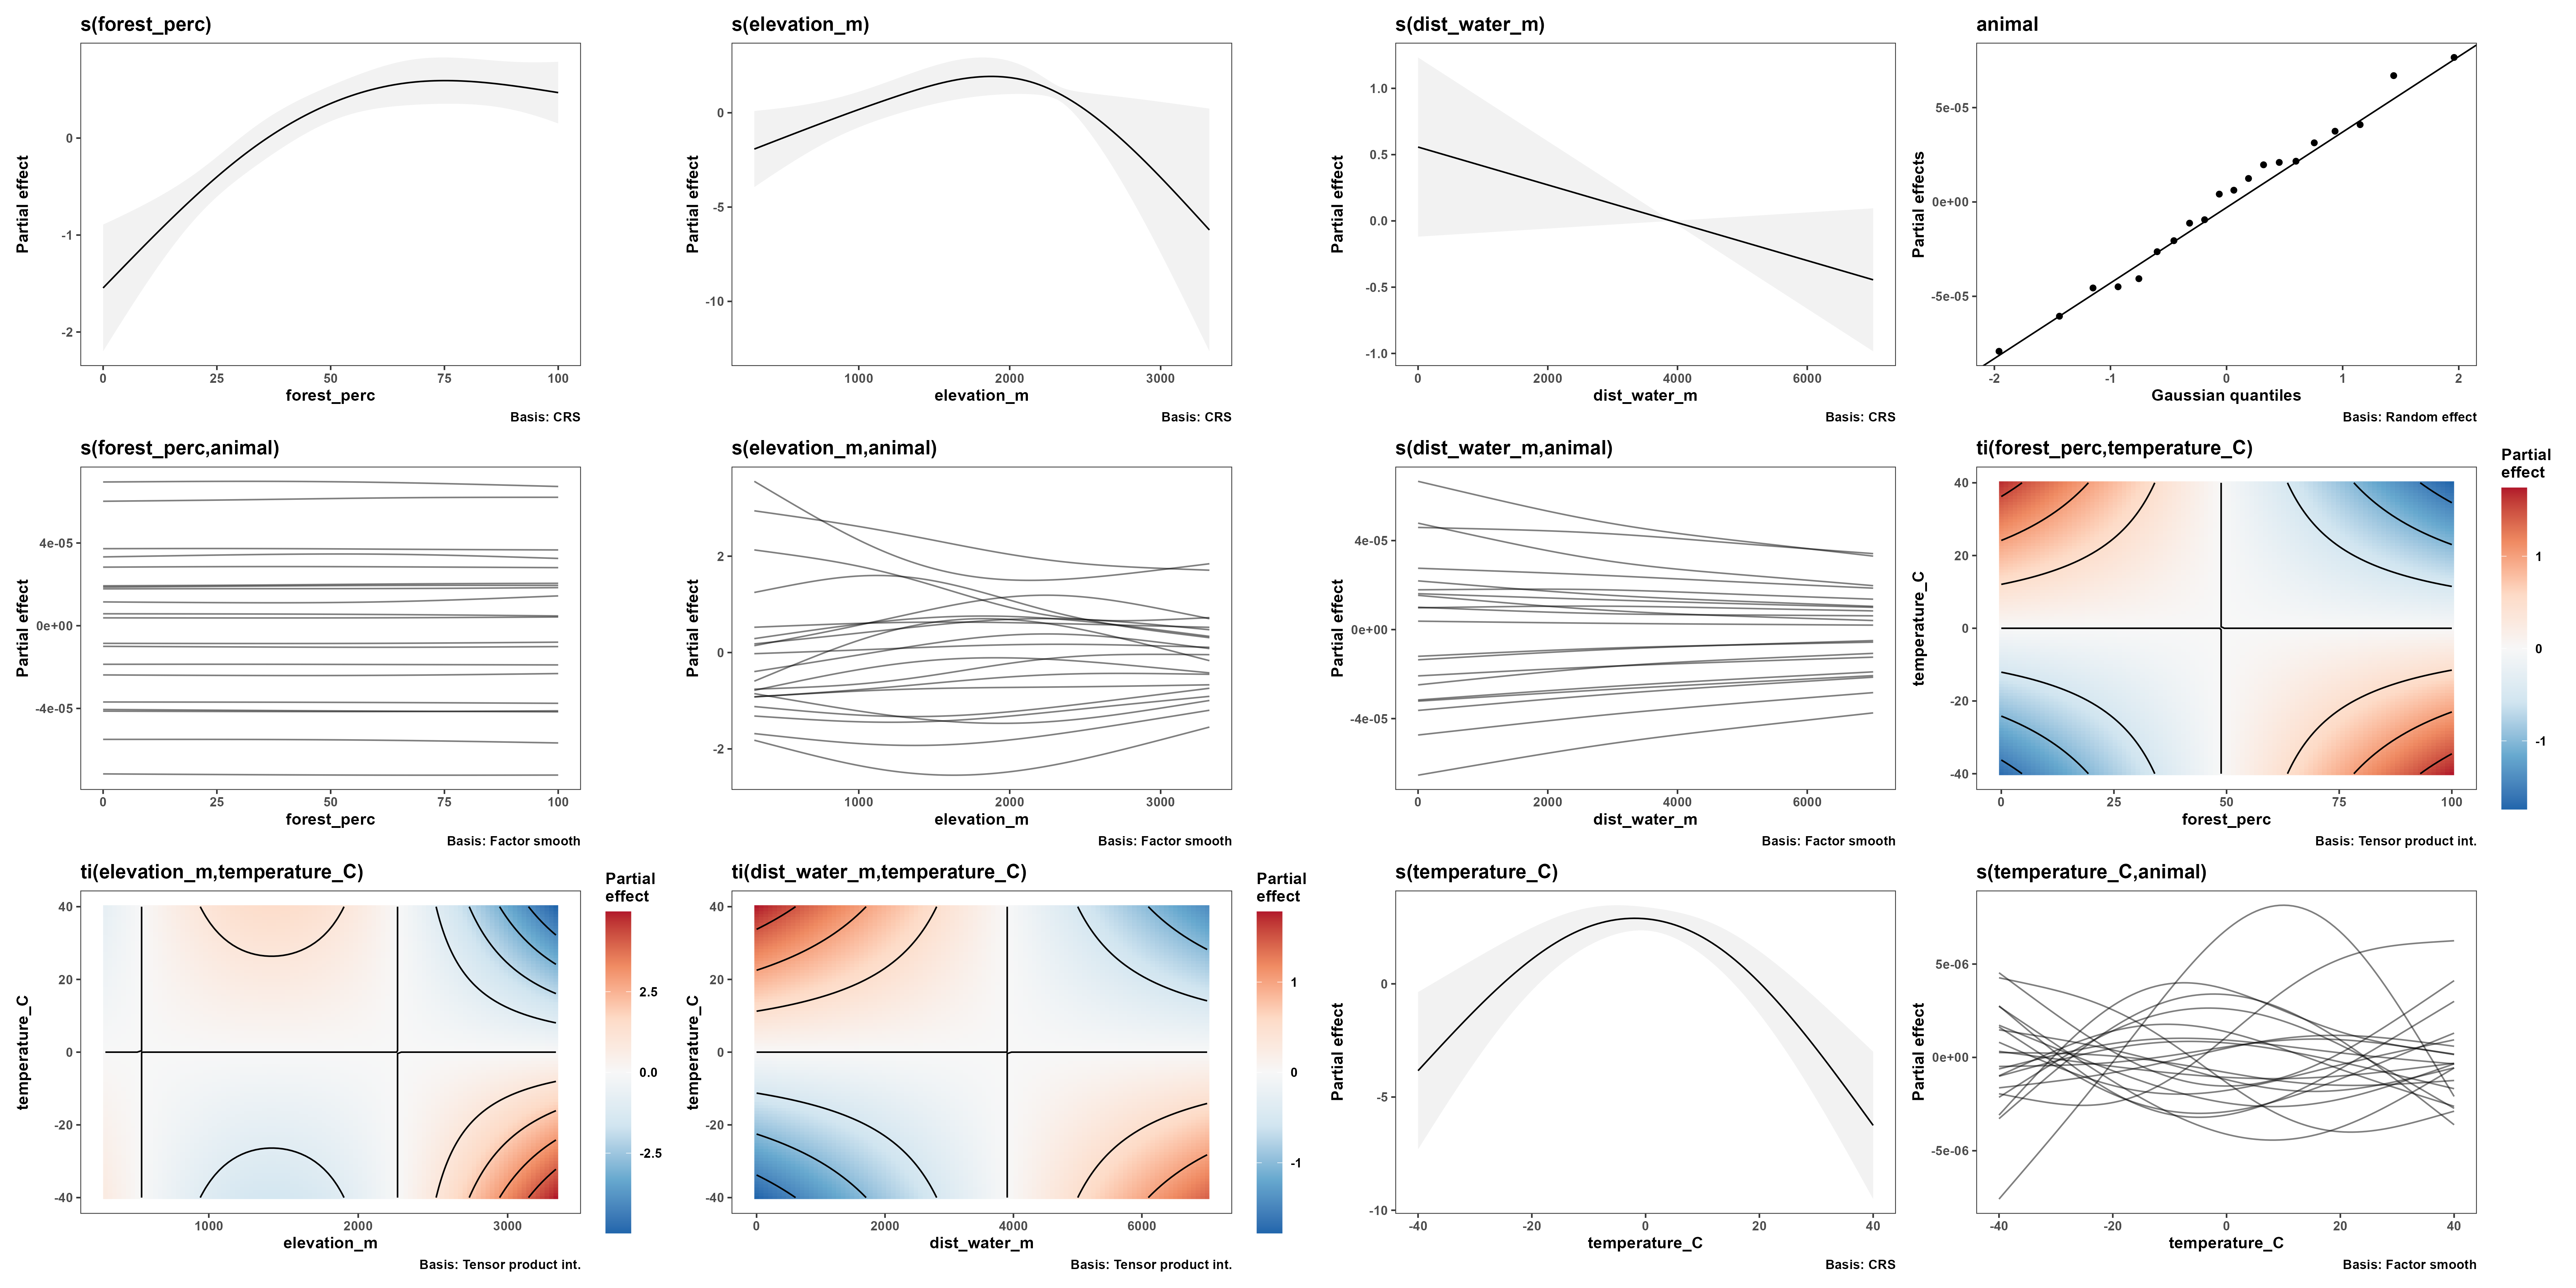 s(forest_perc)
Partial effect
0
-1
-2
0 25 50 75 100
forest_perc
Basis: CRS
s(elevation_m)
Partial effect
0
-5
-10
1000 2000 3000
elevation_m
Basis: CRS
s(dist_water_m)
Partial effect
1.0
0.5
0.0
-0.5
-1.0
0 2000 4000 6000
dist_water_m
Basis: CRS
animal
Partial effects
5e-05
0e+00
-5e-05
-2 -1 0 1 2
Gaussian quantiles
Basis: Random effect
s(forest_perc,animal)
Partial effect
4e-05
0e+00
-4e-05
0 25 50 75 100
forest_perc
Basis: Factor smooth
s(elevation_m,animal)
Partial effect
2
0
-2
1000 2000 3000
elevation_m
Basis: Factor smooth
s(dist_water_m,animal)
Partial effect
4e-05
0e+00
-4e-05
0 2000 4000 6000
dist_water_m
Basis: Factor smooth
ti(forest_perc,temperature_C)
temperature_C
40
20
0
-20
-40
0 25 50 75 100
forest_perc
Basis: Tensor product int.
Partial
effect
1
0
-1
ti(elevation_m,temperature_C)
temperature_C
40
20
0
-20
-40
1000 2000 3000
elevation_m
Basis: Tensor product int.
Partial
effect
2.5
0.0
-2.5
ti(dist_water_m,temperature_C)
temperature_C
40
20
0
-20
-40
0 2000 4000 6000
dist_water_m
Basis: Tensor product int.
Partial
effect
1
0
-1
s(temperature_C)
Partial effect
0
-5
-10
-40 -20 0 20 40
temperature_C
Basis: CRS
s(temperature_C,animal)
Partial effect
5e-06
0e+00
-5e-06
-40 -20 0 20 40
temperature_C
Basis: Factor smooth